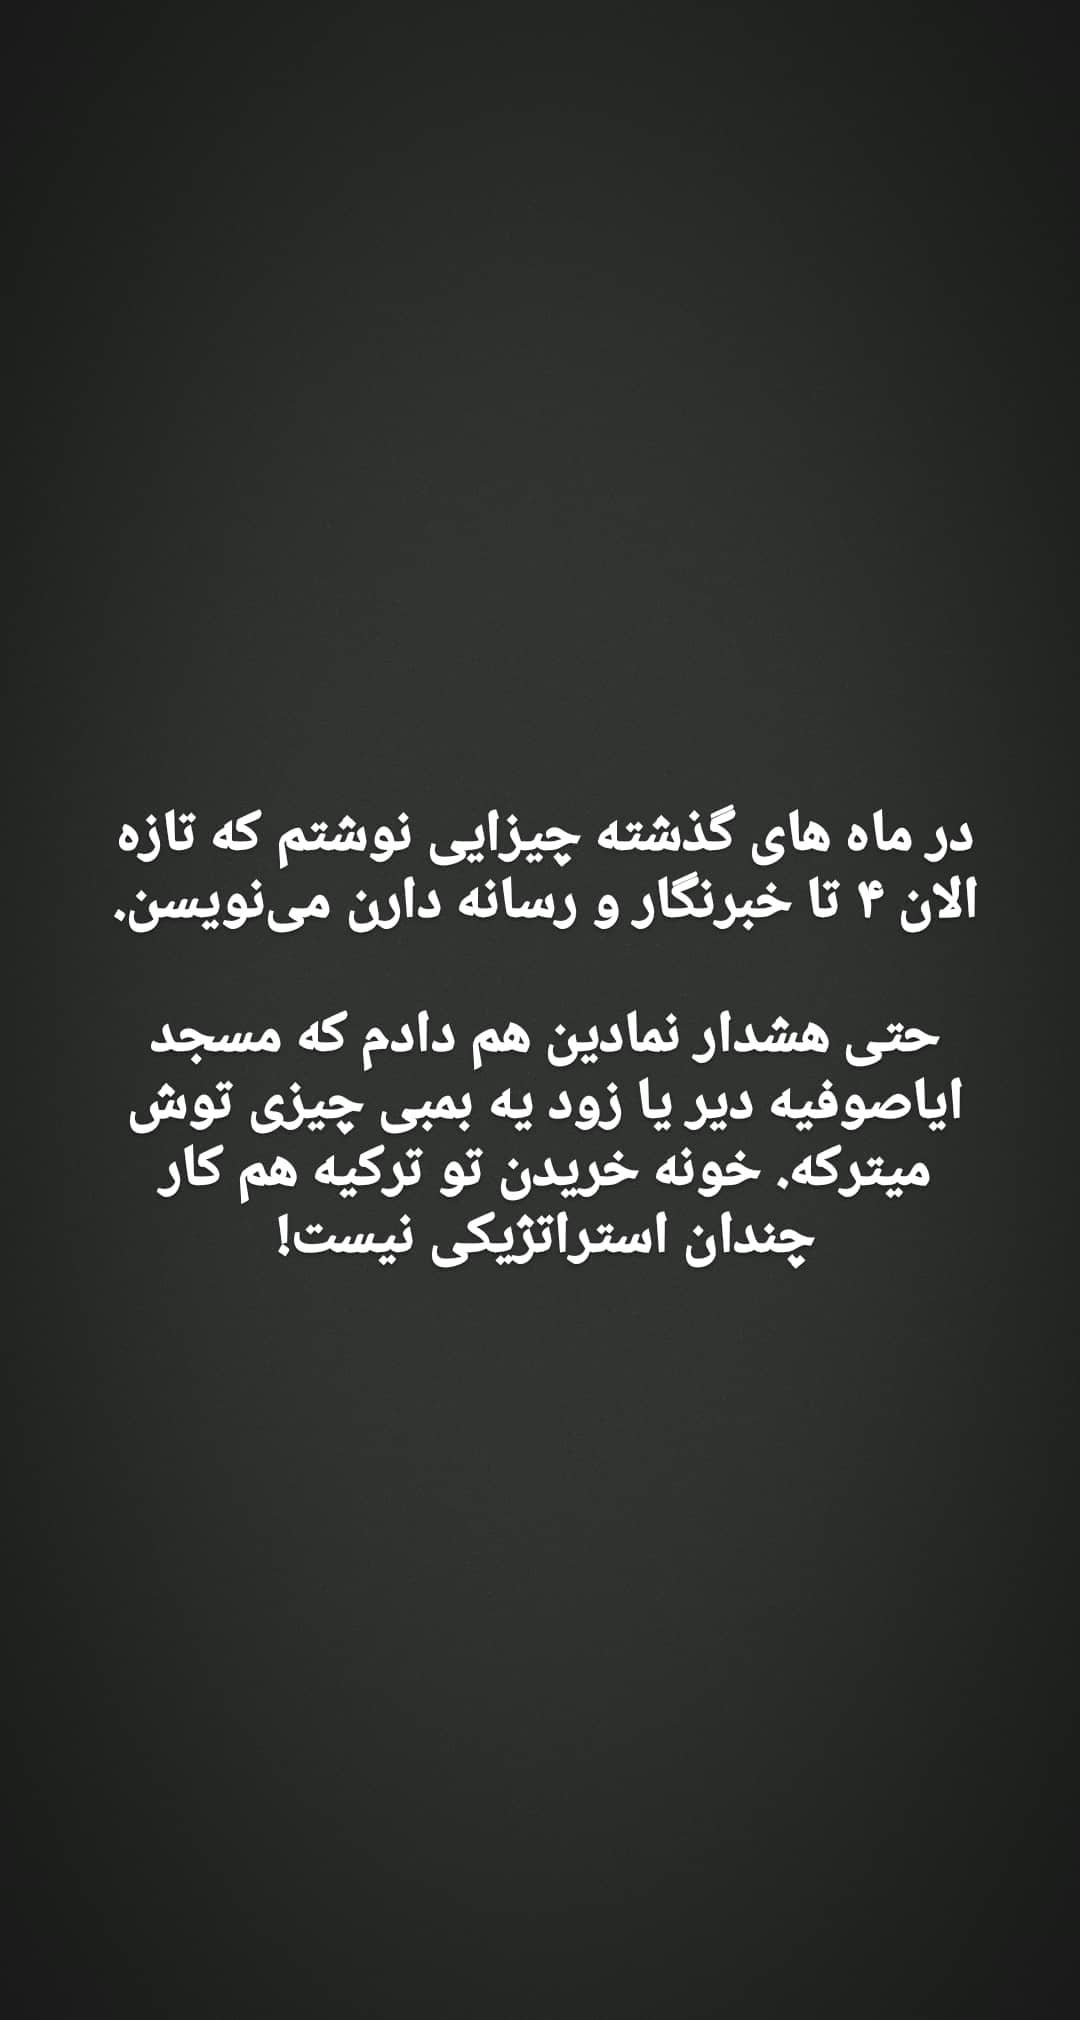 در ماه های گذشته چیزایی نوشتم که تازه
الان ۴ تا خبرنگار و رسانه دارن می‌نویسن.
حتی هشدار نمادین هم دادم که مسجد
ایاصوفیه دیر یا زود یه بمبی چیزی توش
میترکه. خونه خریدن تو ترکیه هم کار
چندان استراتژیکی نیست!